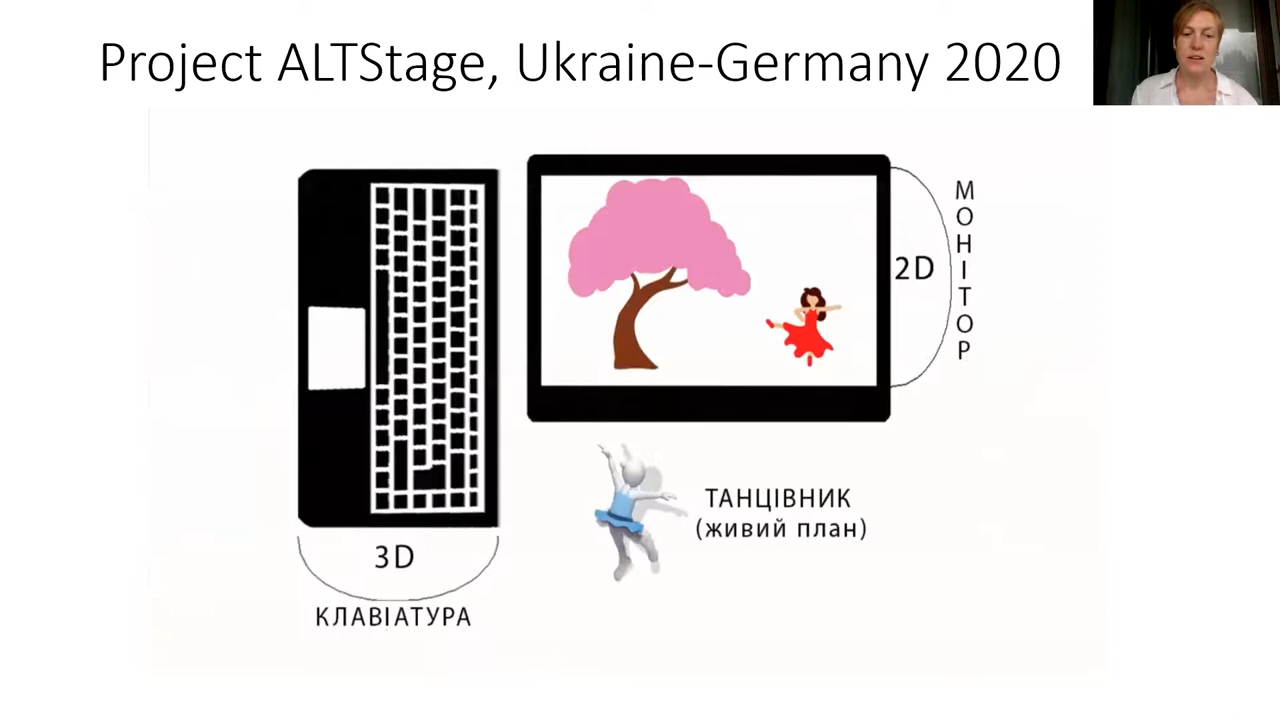 Project ALTStage, Ukraine-Germany 2020
2D
МОНІТОР
ТАНЦІВНИК
(живий план)
3D
КЛАВІАТУРА